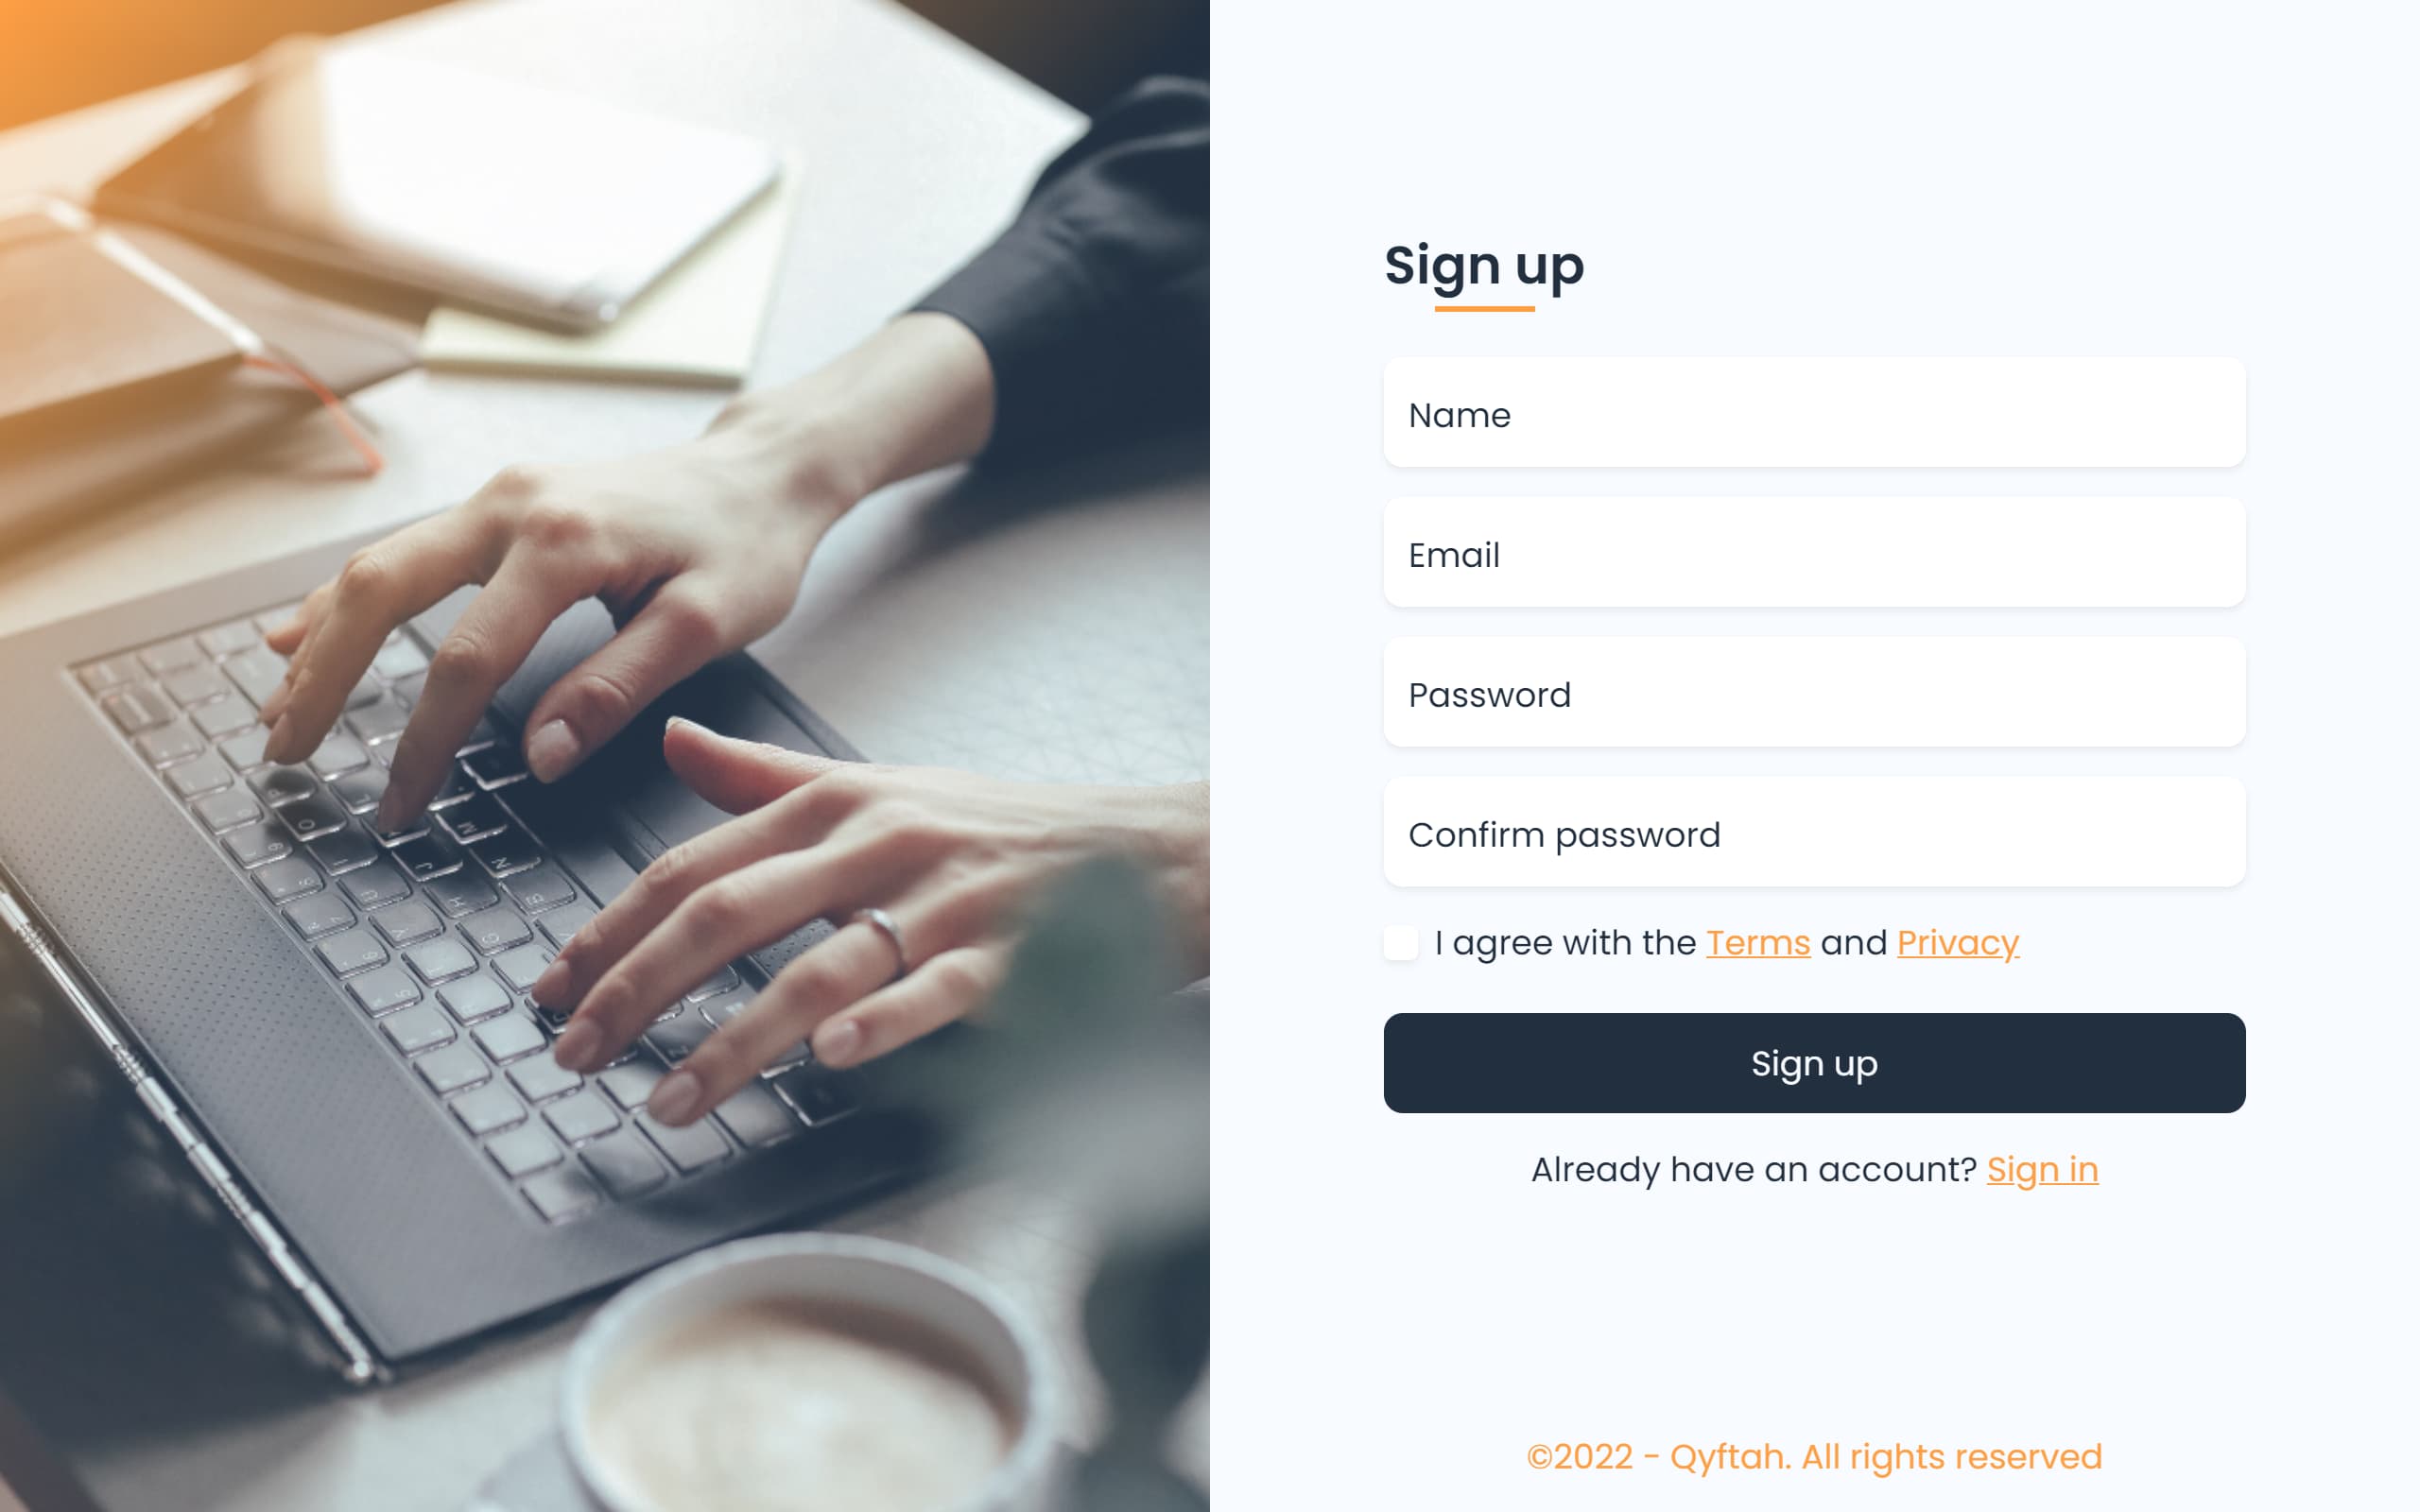 Sign up
Name
Email
Password
Confirm password
I agree with the Terms and Privacy
Sign up
Already have an account? Sign in
©2022 - Qyftah. All rights reserved